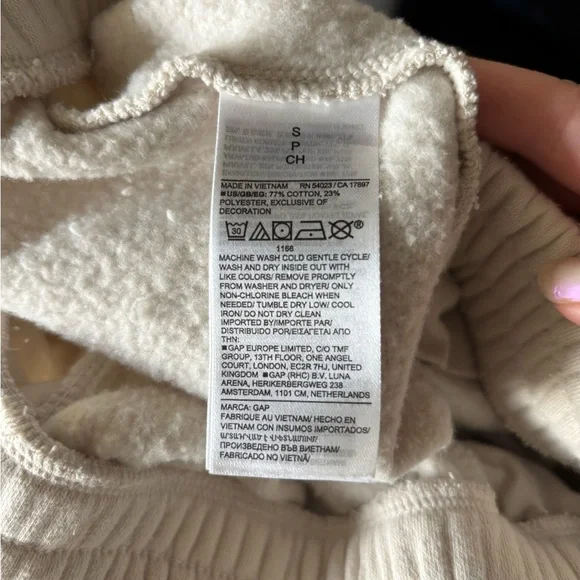 S
P
CH
MADE IN VIETNAM RN 54023 / CA 17897
■US/GB/EG: 77% COTTON, 23%
POLYESTER, EXCLUSIVE OF
DECORATION
30
1166
MACHINE WASH COLD GENTLE CYCLE/
WASH AND DRY INSIDE OUT WITH
LIKE COLORS/ REMOVE PROMPTLY
FROM WASHER AND DRYER/ ONLY
NON-CHLORINE BLEACH WHEN
NEEDED/ TUMBLE DRY LOW/ COOL
IRON/ DO NOT DRY CLEAN
IMPORTED BY/IMPORTE PAR/
DISTRIBUIDO POR/ΕΙΣΑΓΕΤΑΙ ΑΠΟ
ΤΗΝ:
■GAP EUROPE LIMITED, C/O TMF
GROUP, 13TH FLOOR, ONE ANGEL
COURT, LONDON, EC2R 7HJ, UNITED
KINGDOM ■GAP (RHC) B.V. LUNA
ARENA, HERIKERBERGWEG 238
AMSTERDAM, 1101 CM, NETHERLANDS
MARCA: GAP
FABRIQUE AU VIETNAM/ HECHO EN
VIETNAM CON INSUMOS IMPORTADOS/
ПРОИЗВЕДЕНО ВЪВ ВИЕТНАМ/
FABRICADO NO VIETNÃ/